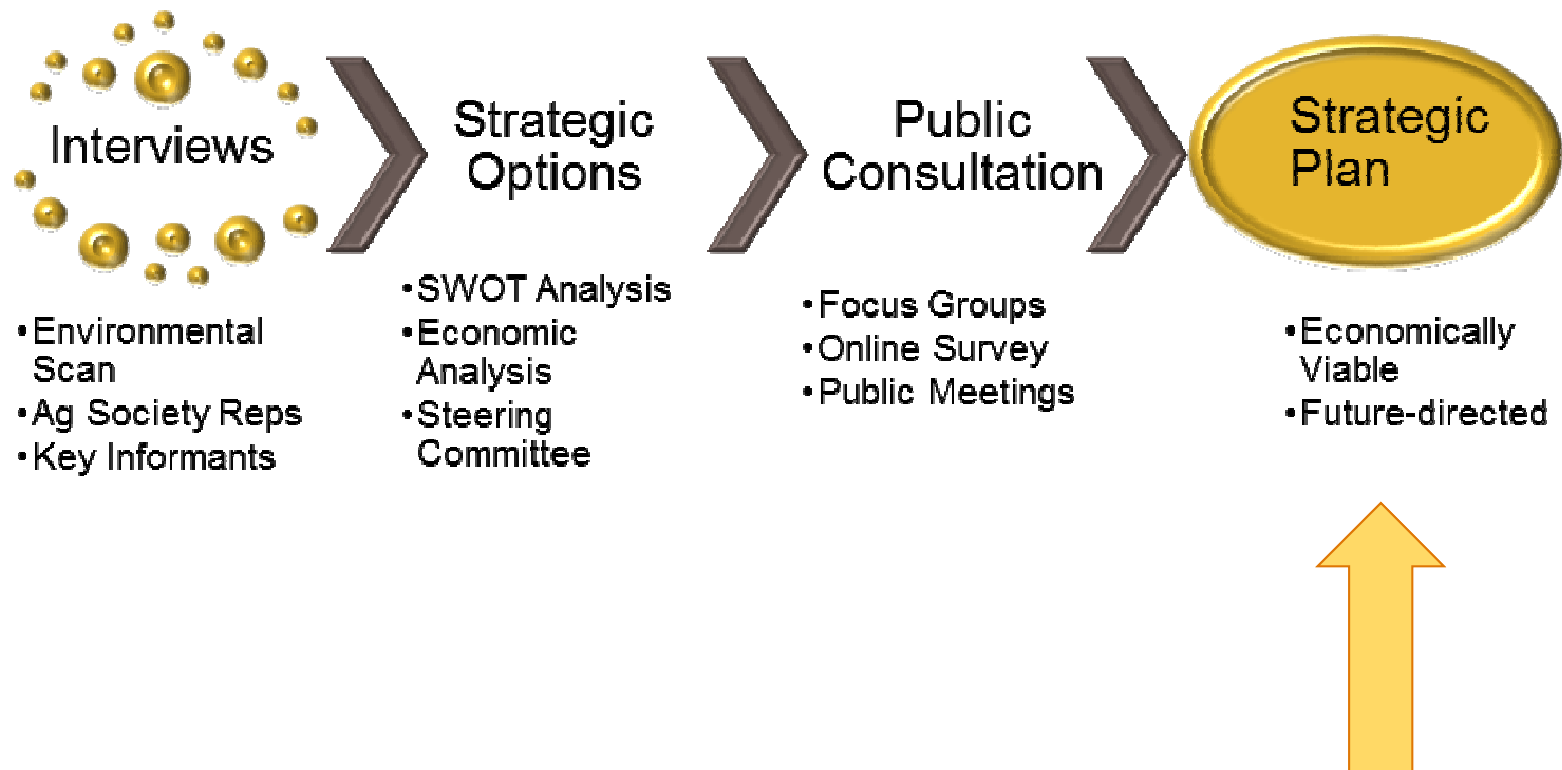 Interviews
•Environmental
Scan
•Ag Society Reps
•Key Informants
Strategic
Options
•SWOT Analysis
•Economic
Analysis
•Steering
Committee
Public
Consultation
•Focus Groups
•Online Survey
•Public Meetings
Strategic
Plan
•Economically
Viable
•Future-directed